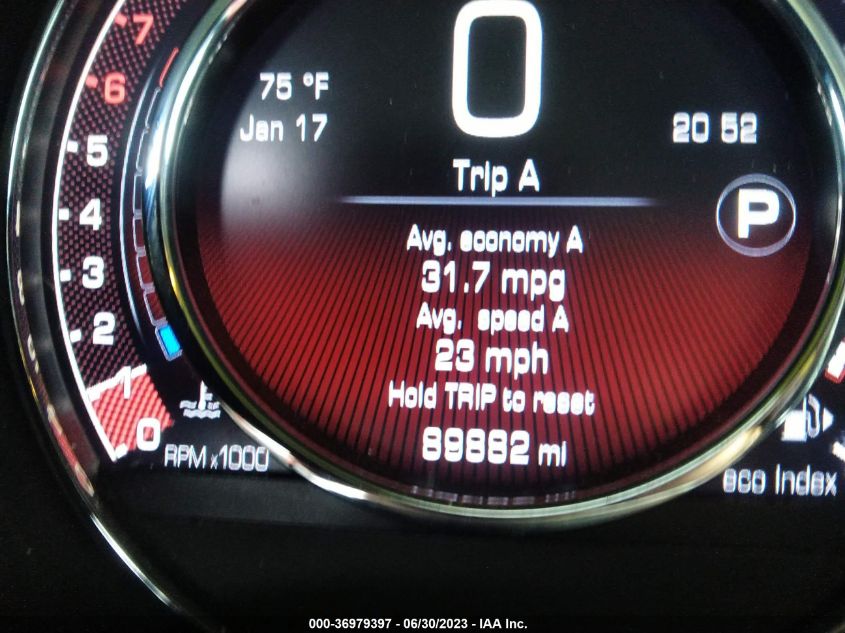 7
6
5
4
3
2
1
0
RPM x1000
0
75 °F
Jan 17
20 52
Trip A
P
Avg. economy A
31.7 mpg
Avg. speed A
23 mph
Hold TRIP to reset
89882 mi
eco Index
000-36979397 - 06/30/2023 - IAA Inc.